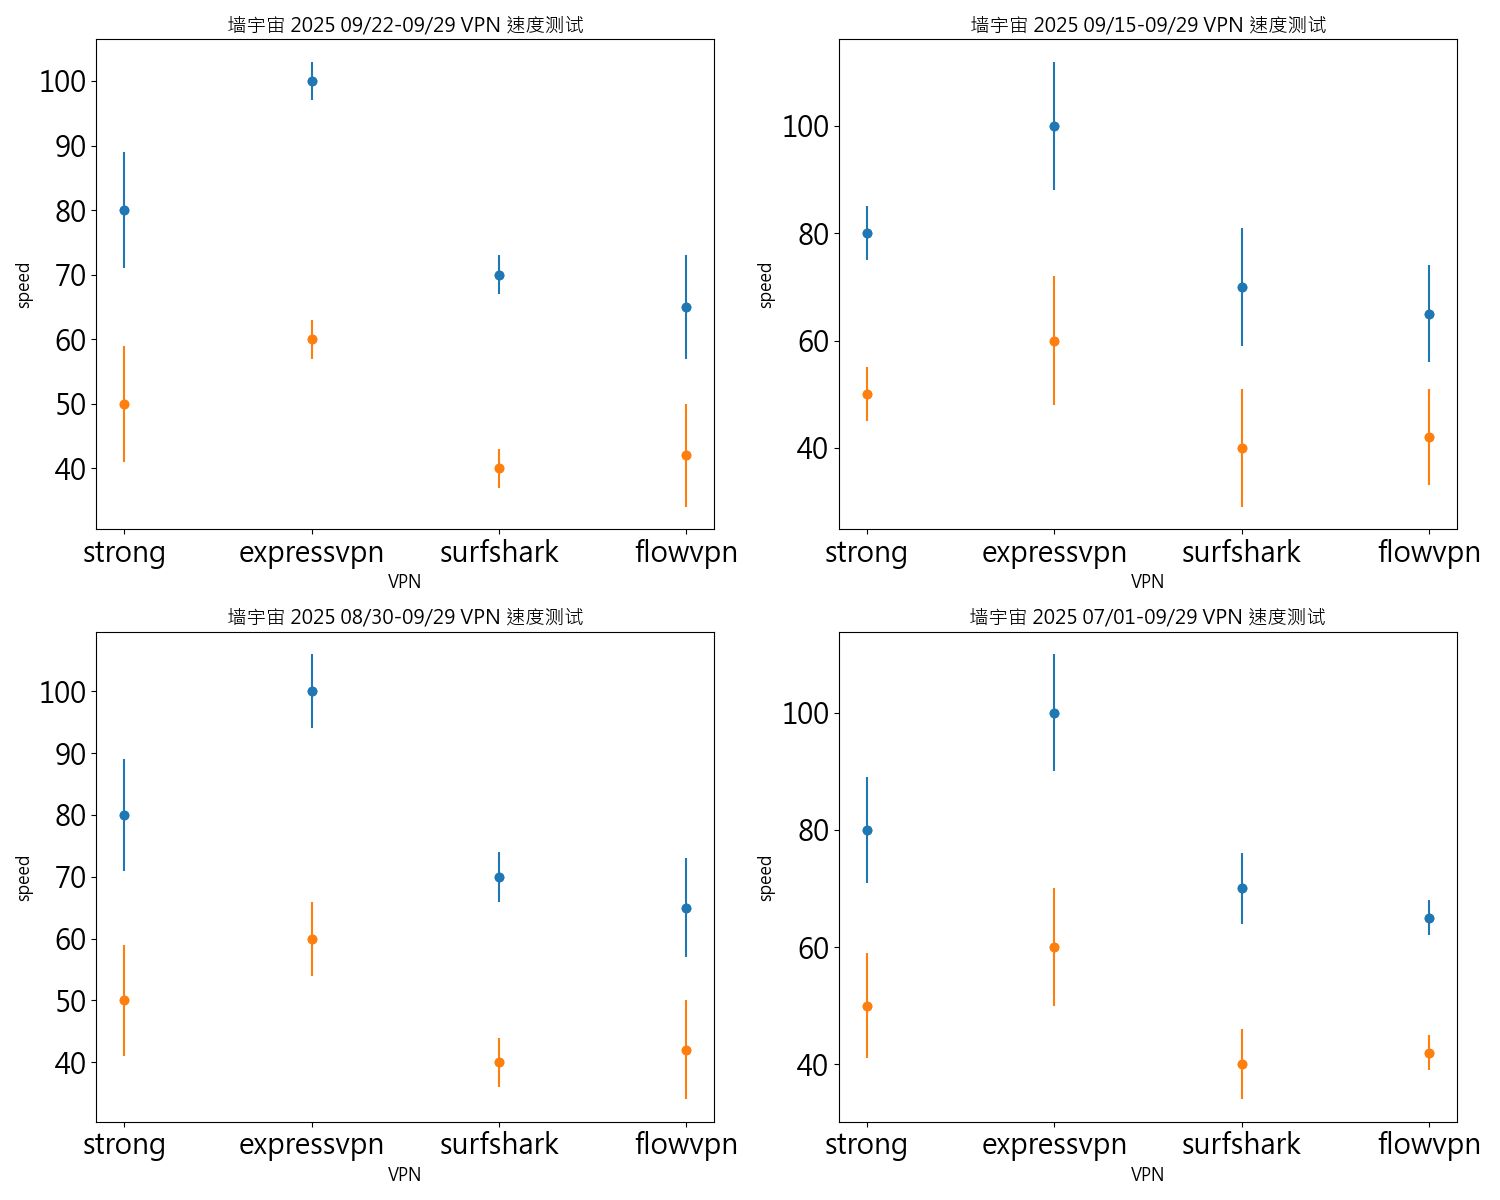 墙宇宙 2025 09/22-09/29 VPN 速度测试
100
90
80
70
60
50
40
speed
strong expressvpn surfshark flowvpn
VPN
墙宇宙 2025 09/15-09/29 VPN 速度测试
100
80
60
40
speed
strong expressvpn surfshark flowvpn
VPN
墙宇宙 2025 08/30-09/29 VPN 速度测试
100
90
80
70
60
50
40
speed
strong expressvpn surfshark flowvpn
VPN
墙宇宙 2025 07/01-09/29 VPN 速度测试
100
80
60
40
speed
strong expressvpn surfshark flowvpn
VPN